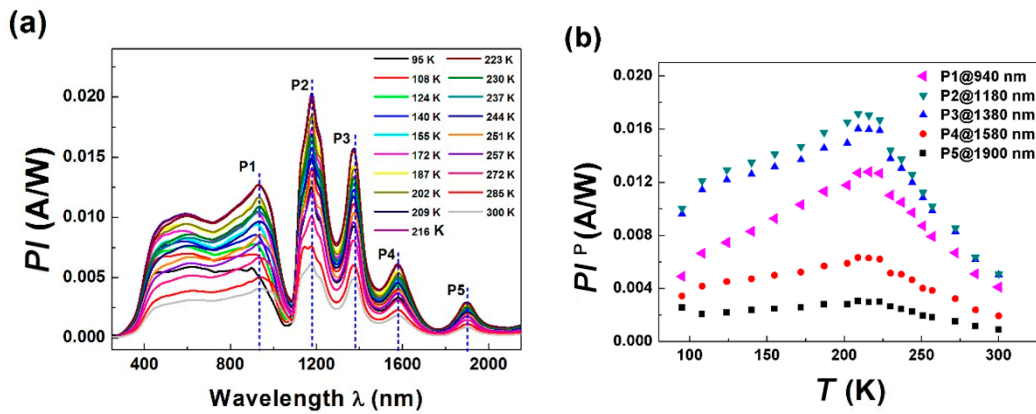 (a)
PI (A/W)
0.020
0.015
0.010
0.005
0.000
P1
P2
P3
P4
P5
95 K
108 K
124 K
140 K
155 K
172 K
187 K
202 K
209 K
216 K
223 K
230 K
237 K
244 K
251 K
257 K
272 K
285 K
300 K
400 800 1200 1600 2000
Wavelength λ (nm)
(b)
PI P (A/W)
0.020
0.016
0.012
0.008
0.004
0.000
P1@940 nm
P2@1180 nm
P3@1380 nm
P4@1580 nm
P5@1900 nm
100 150 200 250 300
T (K)